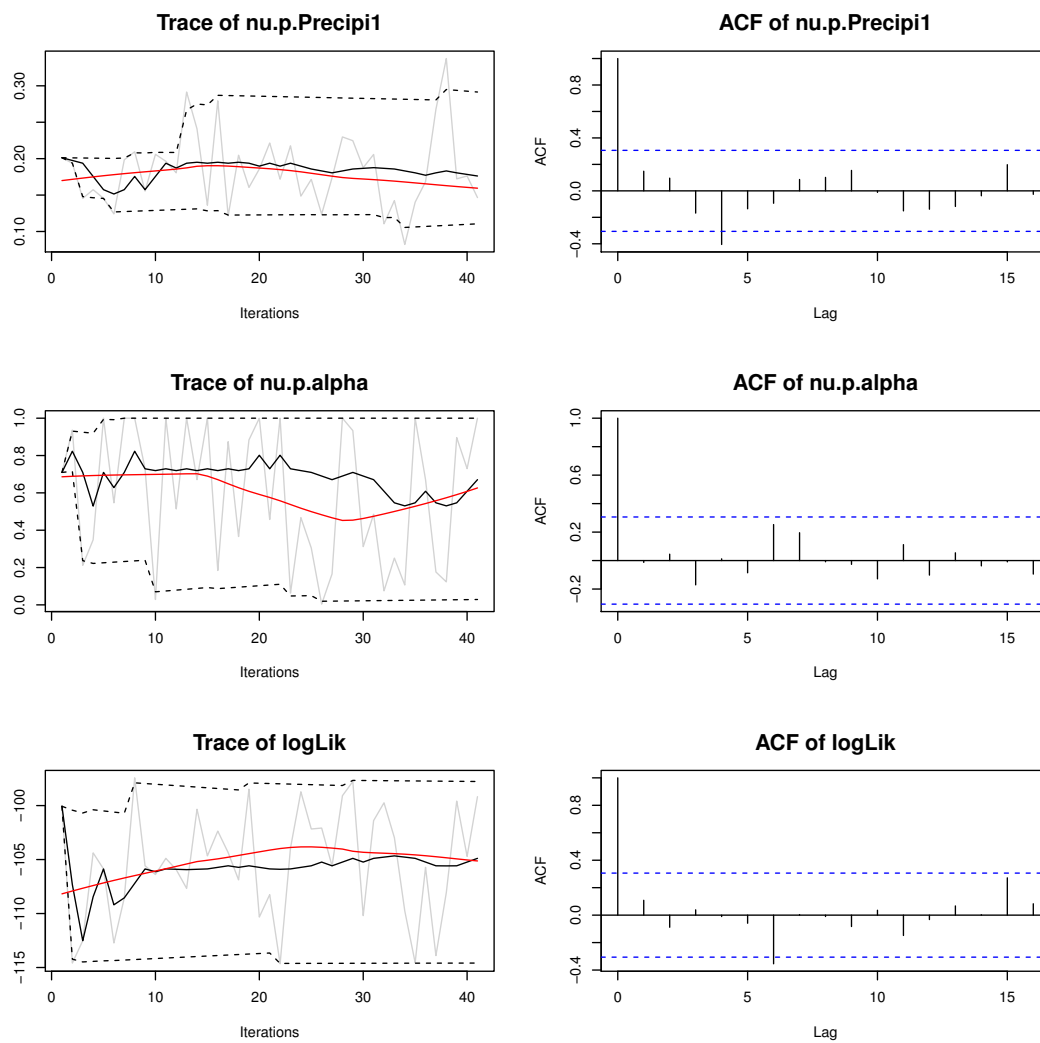 Trace of nu.p.Precipi1
0.30
0.20
0.10
0 10 20 30 40
Iterations
ACF of nu.p.Precipi1
ACF
0.8
0.4
0.0
−0.4
0 5 10 15
Lag
Trace of nu.p.alpha
1.0
0.8
0.6
0.4
0.2
0.0
0 10 20 30 40
Iterations
ACF of nu.p.alpha
ACF
1.0
0.6
0.2
−0.2
0 5 10 15
Lag
Trace of logLik
−100
−105
−110
−115
0 10 20 30 40
Iterations
ACF of logLik
ACF
0.8
0.4
0.0
−0.4
0 5 10 15
Lag